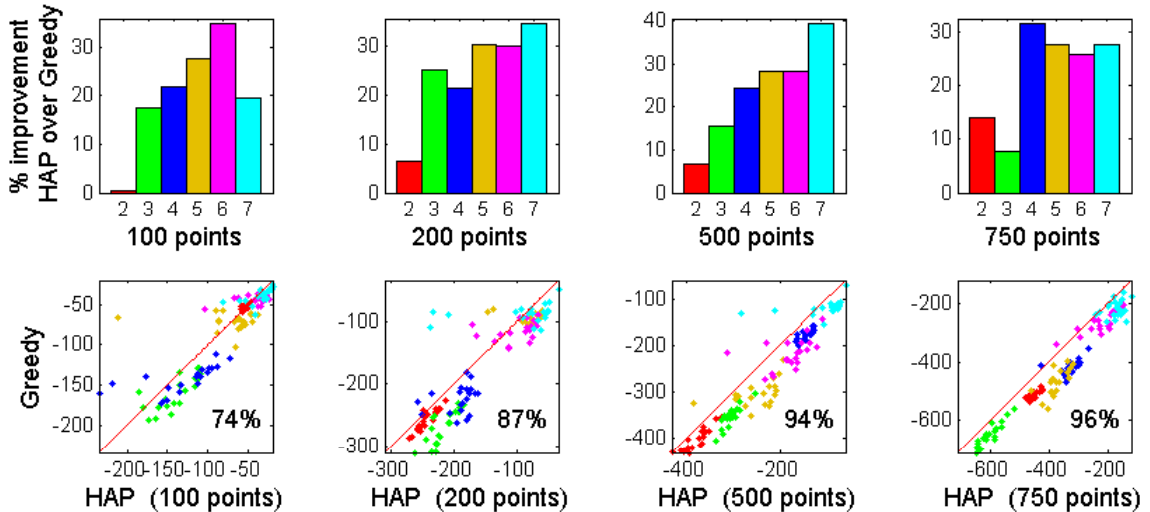 % improvement
HAP over Greedy
30
20
10
0
2 3 4 5 6 7
100 points
30
20
10
0
2 3 4 5 6 7
200 points
40
30
20
10
0
2 3 4 5 6 7
500 points
30
20
10
0
2 3 4 5 6 7
750 points
Greedy
-50
-100
-150
-200
74%
-200 -150 -100 -50
HAP (100 points)
-100
-200
-300
87%
-300 -200 -100
HAP (200 points)
-100
-200
-300
-400
94%
-400 -200
HAP (500 points)
-200
-400
-600
96%
-600 -400 -200
HAP (750 points)